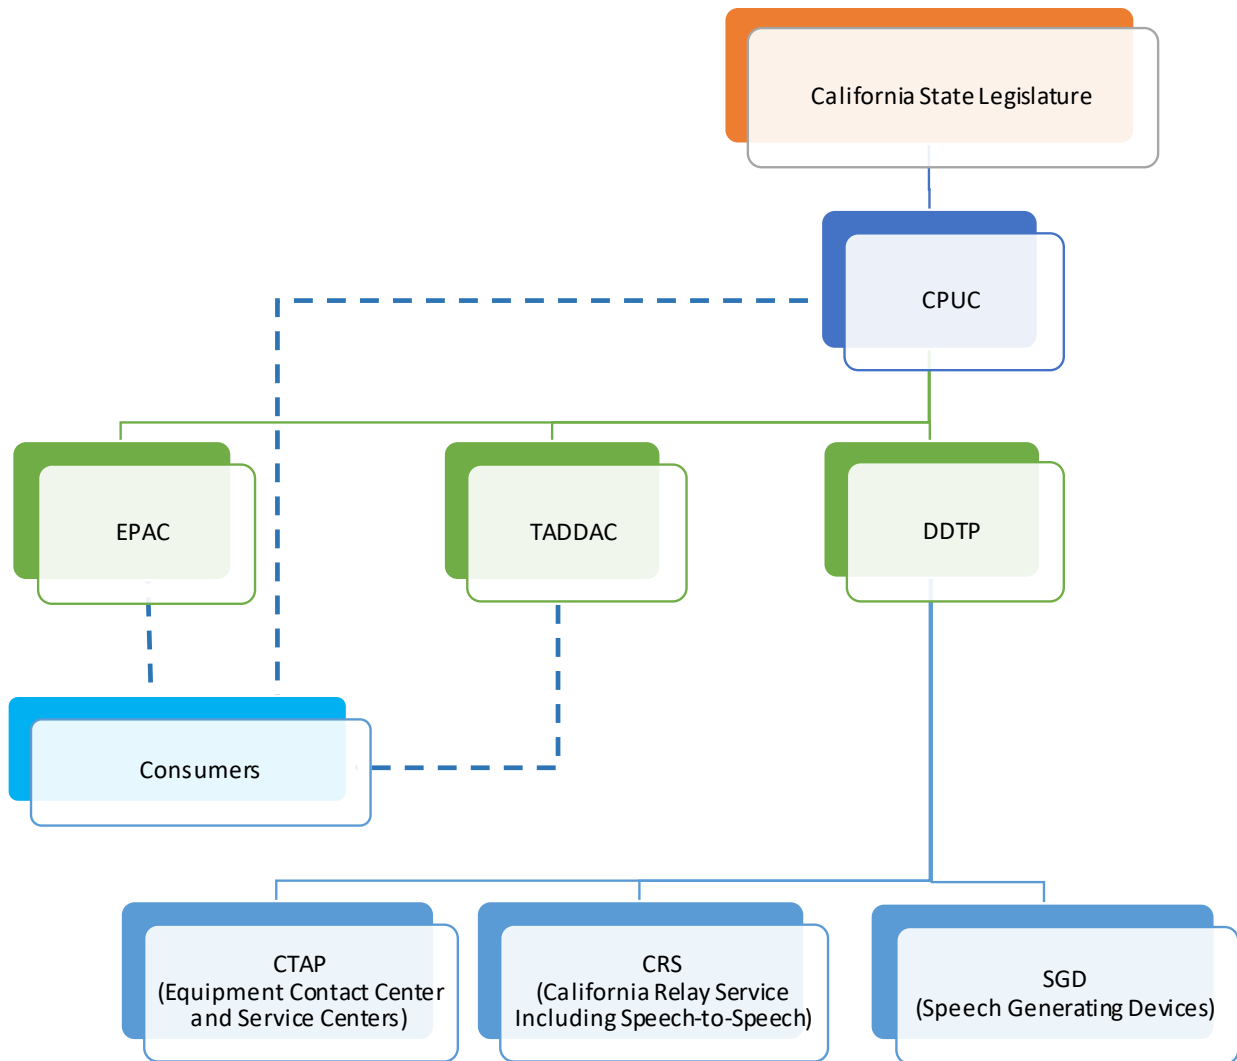 California State Legislature
CPUC
EPAC
TADDAC
DDTP
Consumers
CTAP
(Equipment Contact Center
and Service Centers)
CRS
(California Relay Service
Including Speech-to-Speech)
SGD
(Speech Generating Devices)